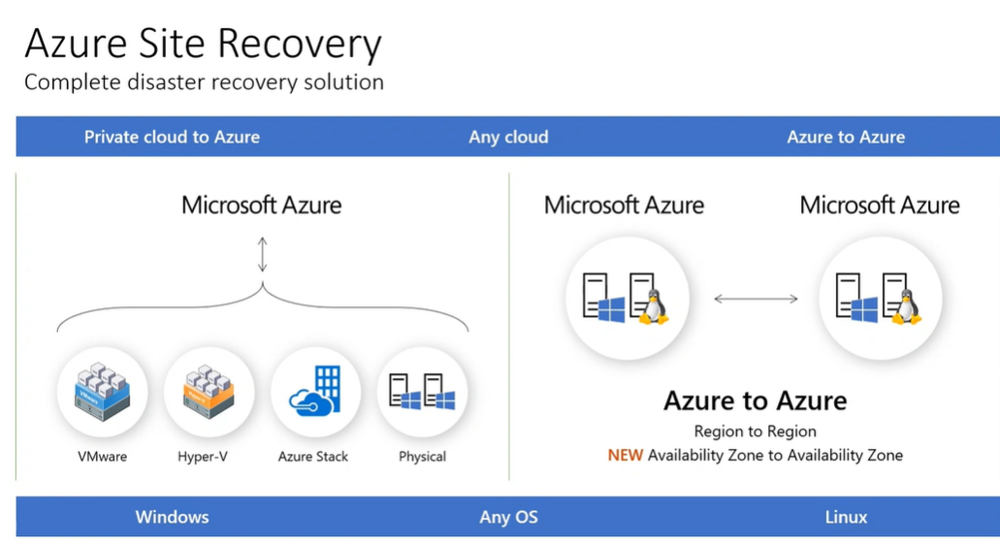 Azure Site Recovery
Complete disaster recovery solution
Private cloud to Azure
Any cloud
Azure to Azure
Microsoft Azure
VMware
VMware
Hyper-V
Azure Stack
Physical
Microsoft Azure
Microsoft Azure
Azure to Azure
Region to Region
NEW Availability Zone to Availability Zone
Windows
Any OS
Linux